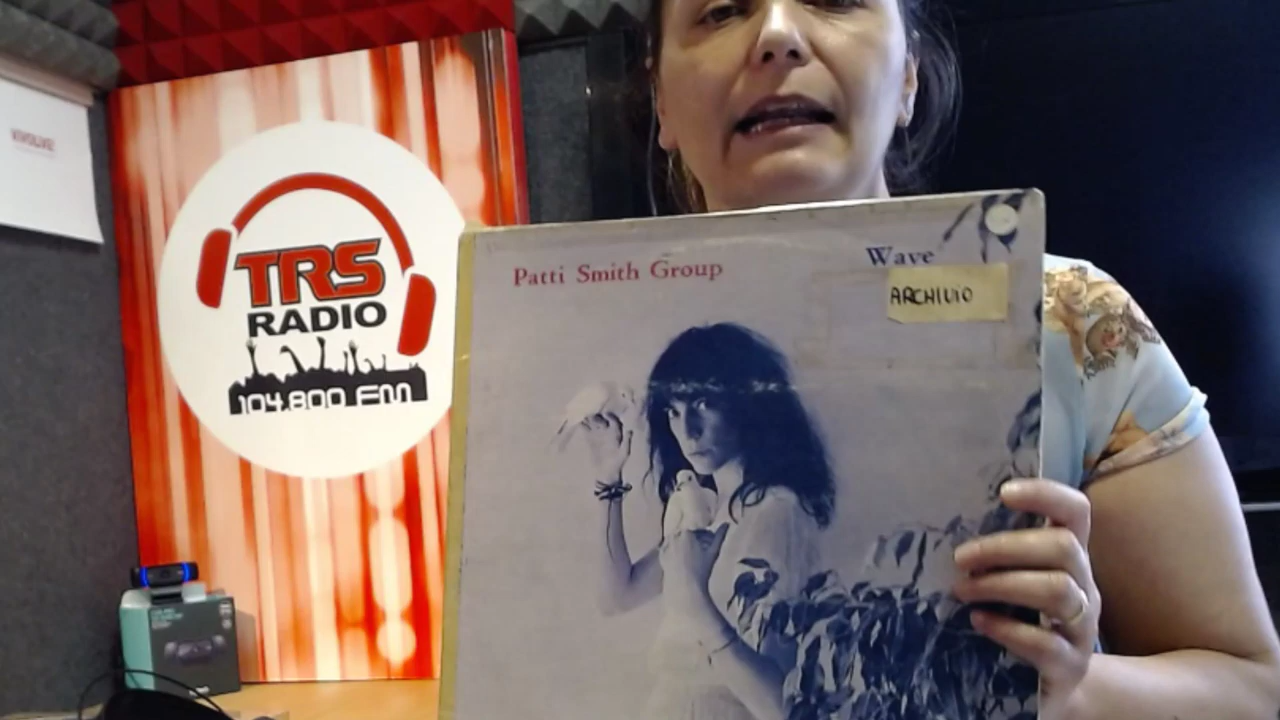 TRS
RADIO
104.800 FM
Patti Smith Group
Wave
ARCHIVIO